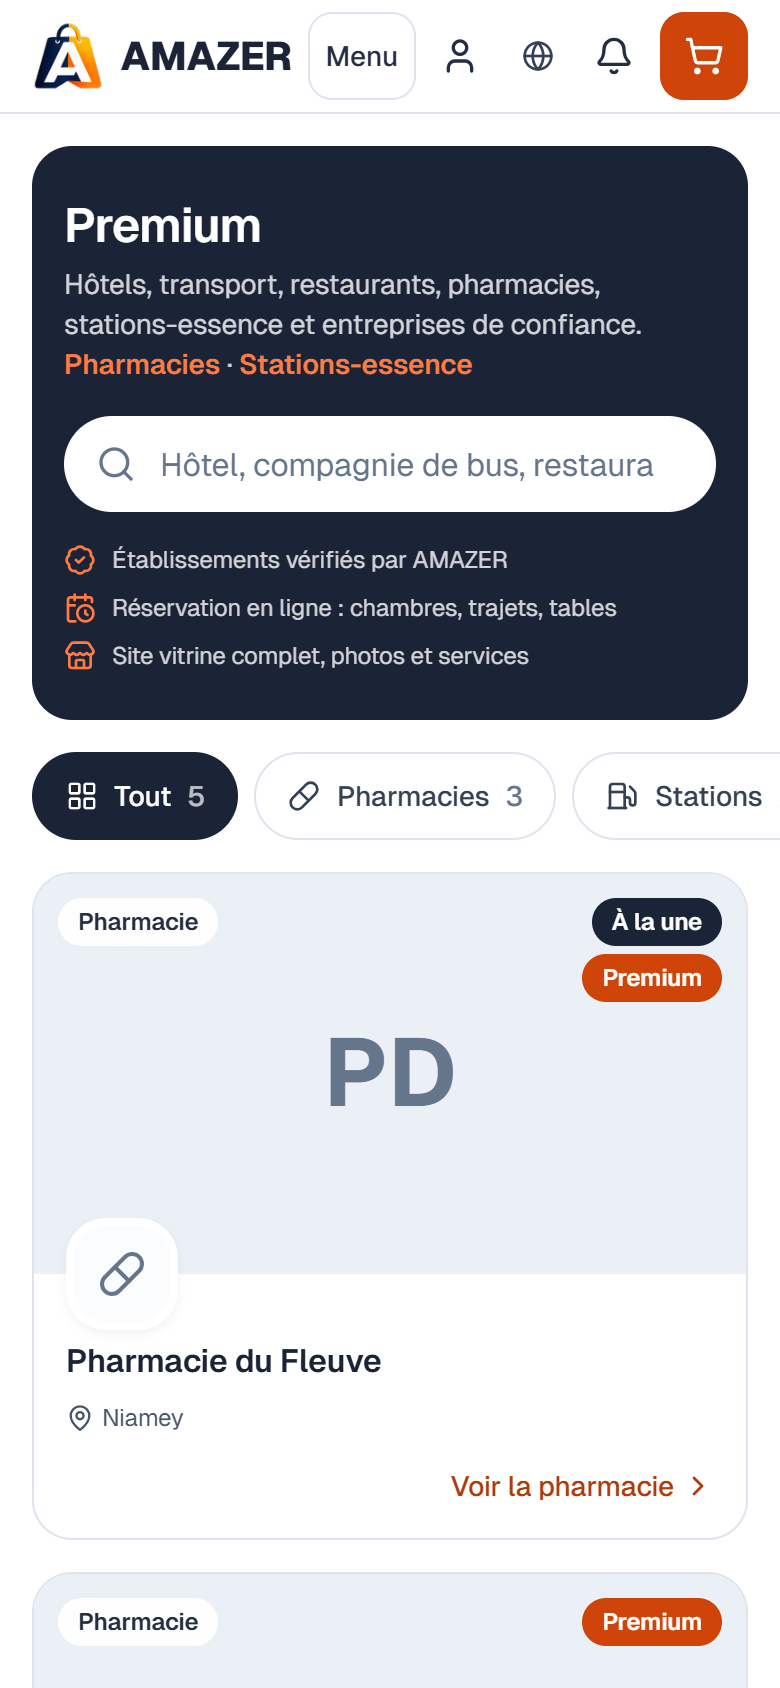 AMAZER
Menu
Premium
Hôtels, transport, restaurants, pharmacies,
stations-essence et entreprises de confiance.
Pharmacies · Stations-essence
Hôtel, compagnie de bus, restaura
Établissements vérifiés par AMAZER
Réservation en ligne : chambres, trajets, tables
Site vitrine complet, photos et services
Tout 5
Pharmacies 3
Stations
Pharmacie
À la une
Premium
PD
Pharmacie du Fleuve
Niamey
Voir la pharmacie
Pharmacie
Premium